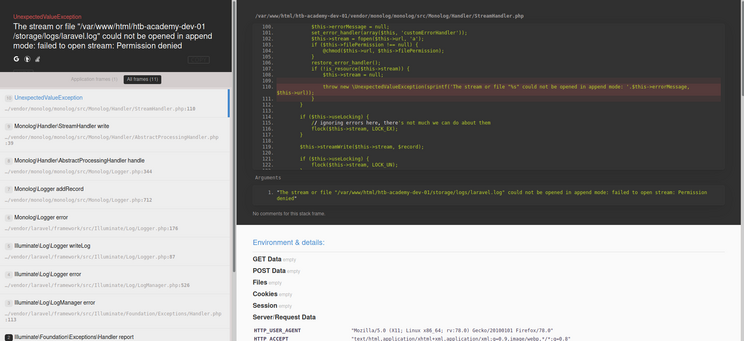 UnexpectedValueException
The stream or file "/var/www/html/htb-academy-dev-01
/storage/logs/laravel.log" could not be opened in append
mode: failed to open stream: Permission
denied
Application frames (0)
All frames (11)
10 UnexpectedValueException
…/vendor/monolog/monolog/src/Monolog/Handler/StreamHandler.php:110
9 Monolog\Handler\StreamHandler write
…/vendor/monolog/monolog/src/Monolog/Handler/AbstractProcessingHandler.php
:39
8 Monolog\Handler\AbstractProcessingHandler handle
…/vendor/monolog/monolog/src/Monolog/Logger.php:344
7 Monolog\Logger addRecord
…/vendor/monolog/monolog/src/Monolog/Logger.php:712
6 Monolog\Logger error
…/vendor/laravel/framework/src/Illuminate/Log/Logger.php:176
5 Illuminate\Log\Logger writeLog
…/vendor/laravel/framework/src/Illuminate/Log/Logger.php:87
4 Illuminate\Log\Logger error
…/vendor/laravel/framework/src/Illuminate/Log/LogManager.php:526
3 Illuminate\Log\LogManager error
…/vendor/laravel/framework/src/Illuminate/Foundation/Exceptions/Handler.php
:113
2 Illuminate\Foundation\Exceptions\Handler report
/var/www/html/htb-academy-dev-01/vendor/monolog/monolog/src/Monolog/Handler/StreamHandler.php
100. $this->errorMessage = null;
101. set_error_handler(array($this, 'customErrorHandler'));
102. $this->stream = fopen($this->url, 'a');
103. if ($this->filePermission !== null) {
104. @chmod($this->url, $this->filePermission);
105. }
106. restore_error_handler();
107. if (!is_resource($this->stream)) {
108. $this->stream = null;
109.
110. throw new \UnexpectedValueException(sprintf('The stream or file "%s" could not be opened in append mode: '.$this->errorMessage,
$this->url));
111. }
112. }
113.
114. if ($this->useLocking) {
115. // ignoring errors here, there's not much we can do about them
116. flock($this->stream, LOCK_EX);
117. }
118.
119. $this->streamWrite($this->stream, $record);
120.
121. if ($this->useLocking) {
122. flock($this->stream, LOCK_UN);
Arguments
1. "The stream or file "/var/www/html/htb-academy-dev-01/storage/logs/laravel.log" could not be opened in append mode: failed to open stream: Permission
denied"
No comments for this stack frame.
Environment & details:
GET Data empty
POST Data empty
Files empty
Cookies empty
Session empty
Server/Request Data
HTTP_USER_AGENT "Mozilla/5.0 (X11; Linux x86_64; rv:78.0) Gecko/20100101 Firefox/78.0"
HTTP_ACCEPT "text/html,application/xhtml+xml,application/xml;q=0.9,image/webp,*/*;q=0.8"